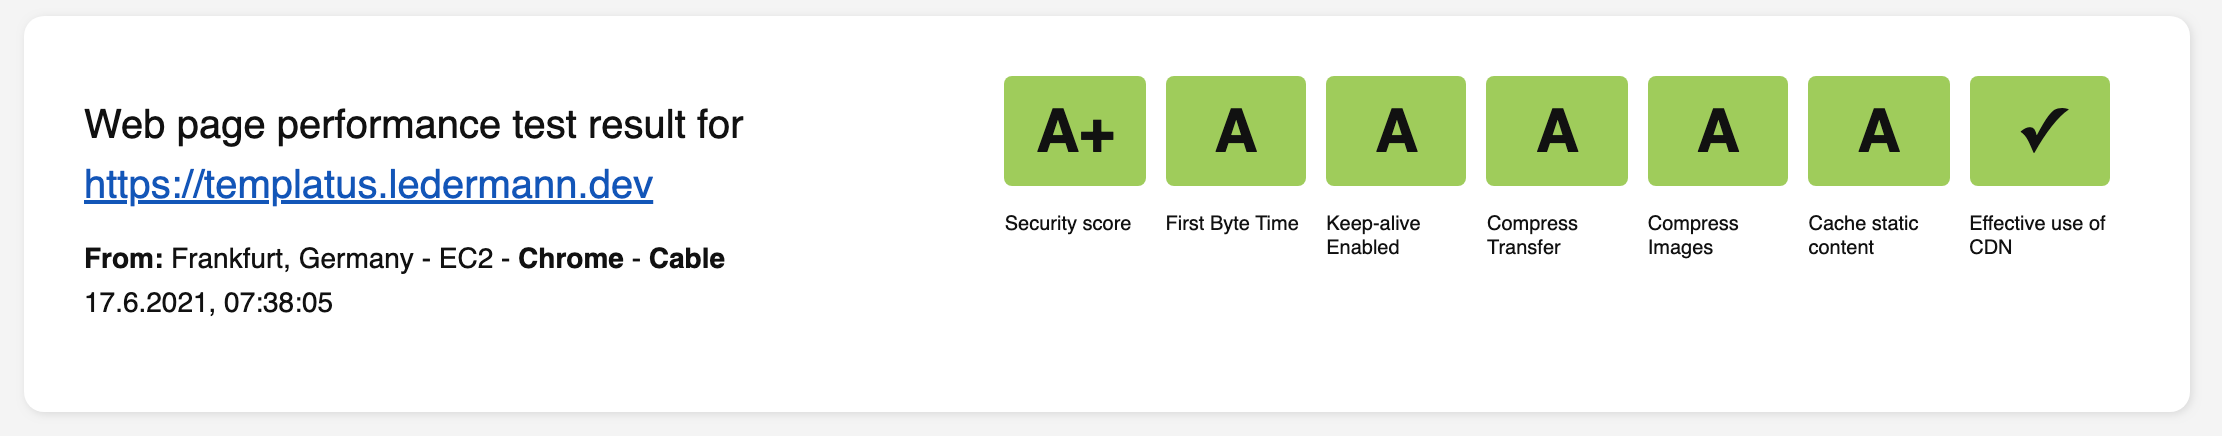 Web page performance test result for
https://templatus.ledermann.dev
From: Frankfurt, Germany - EC2 - Chrome - Cable
17.6.2021, 07:38:05
A+
Security score
A
First Byte Time
A
Keep-alive
Enabled
A
Compress
Transfer
A
Compress
Images
A
Cache static
content
✓
Effective use of
CDN